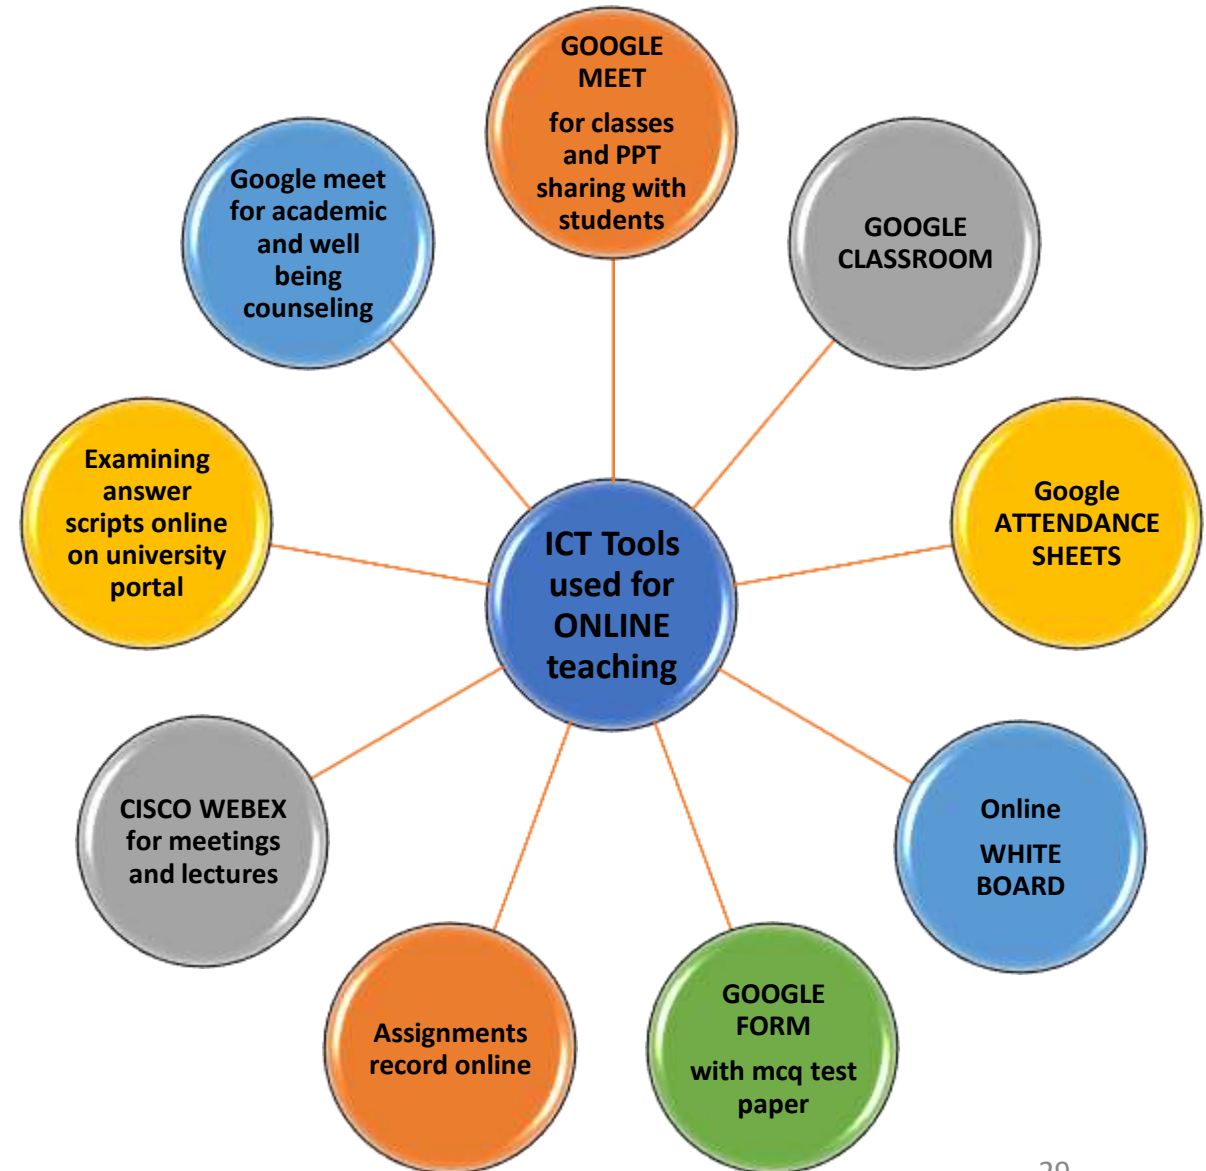 GOOGLE
MEET
for classes
and PPT
sharing with
students
GOOGLE
CLASSROOM
Google
ATTENDANCE
SHEETS
Online
WHITE
BOARD
GOOGLE
FORM
with mcq test
paper
Assignments
record online
CISCO WEBEX
for meetings
and lectures
Examining
answer
scripts online
on university
portal
Google meet
for academic
and well
being
counseling
ICT Tools
used for
ONLINE
teaching
29